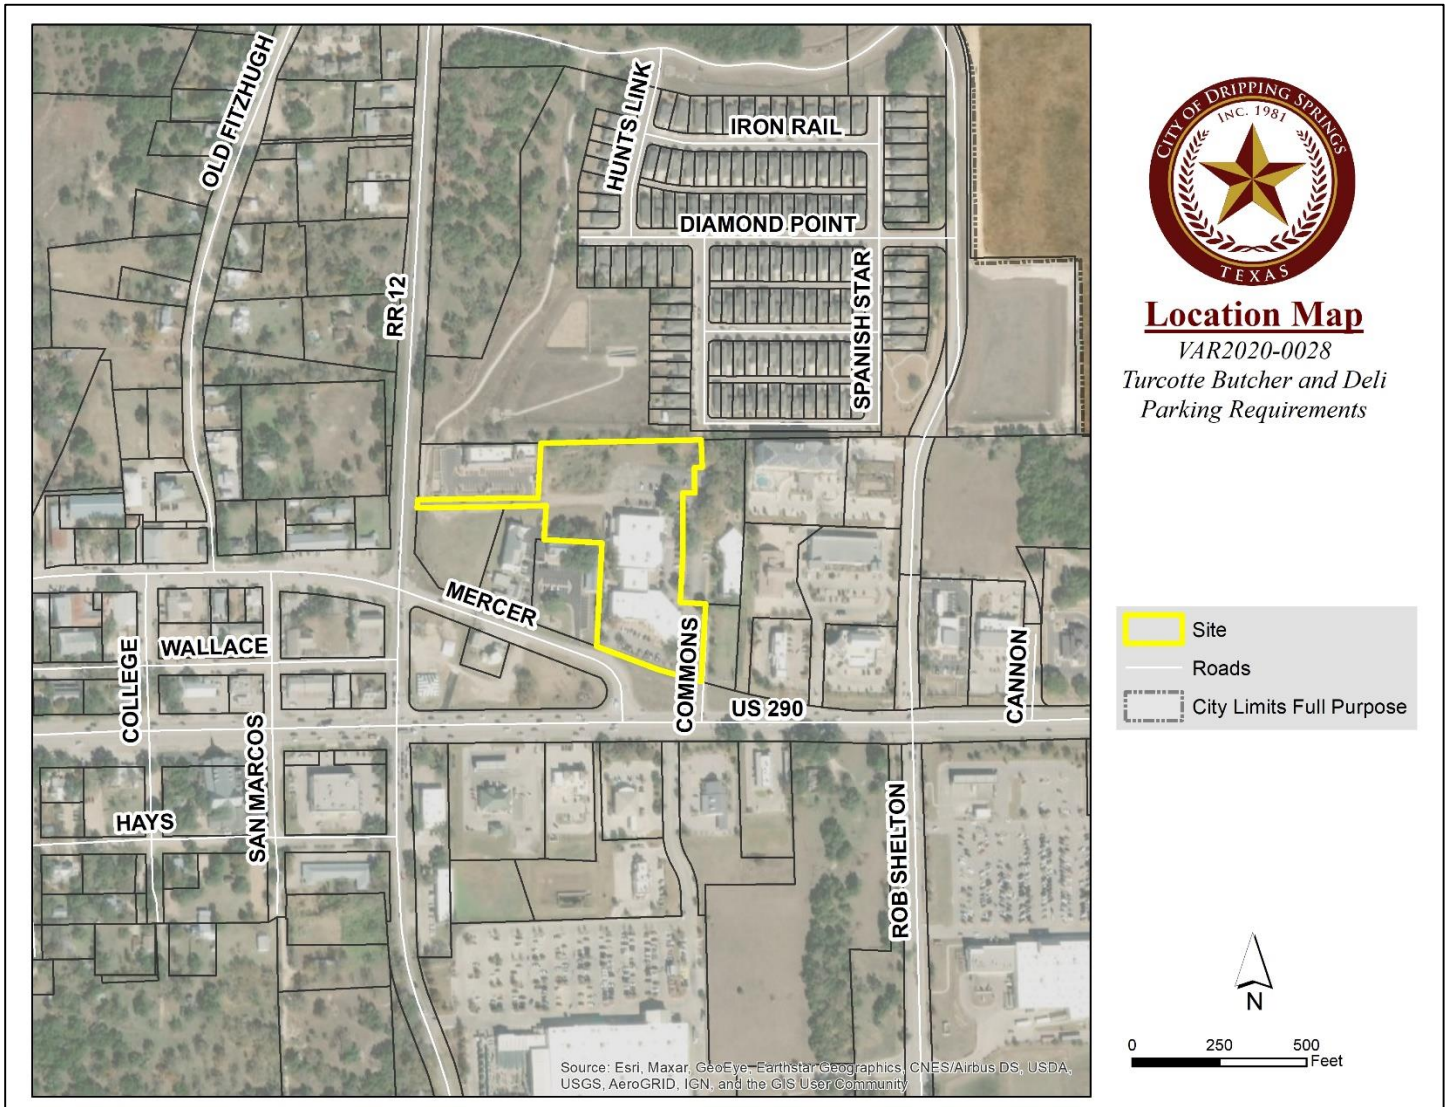 OLD FITZHUGH
RR 12
HUNTS LINK
IRON RAIL
DIAMOND POINT
SPANISH STAR
MERCER
WALLACE
COLLEGE
SAN MARCOS
HAYS
COMMONS
US 290
CANNON
ROB SHELTON
Source: Esri, Maxar, GeoEye, Earthstar Geographics, CNES/Airbus DS, USDA,
USGS, AeroGRID, IGN, and the GIS User Community
CITY OF DRIPPING SPRINGS
INC. 1981
TEXAS
Location Map
VAR2020-0028
Turcotte Butcher and Deli
Parking Requirements
Site
Roads
City Limits Full Purpose
N
0 250 500
Feet